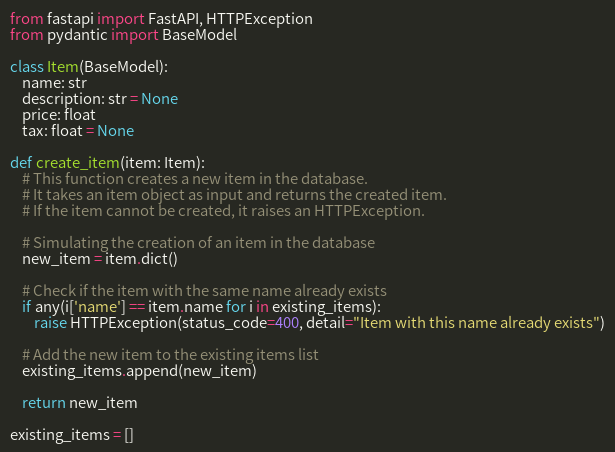 from fastapi import FastAPI, HTTPException
from pydantic import BaseModel

class Item(BaseModel):
    name: str
    description: str = None
    price: float
    tax: float = None

def create_item(item: Item):
    # This function creates a new item in the database.
    # It takes an item object as input and returns the created item.
    # If the item cannot be created, it raises an HTTPException.

    # Simulating the creation of an item in the database
    new_item = item.dict()

    # Check if the item with the same name already exists
    if any(i['name'] == item.name for i in existing_items):
        raise HTTPException(status_code=400, detail="Item with this name already exists")

    # Add the new item to the existing items list
    existing_items.append(new_item)

    return new_item

existing_items = []